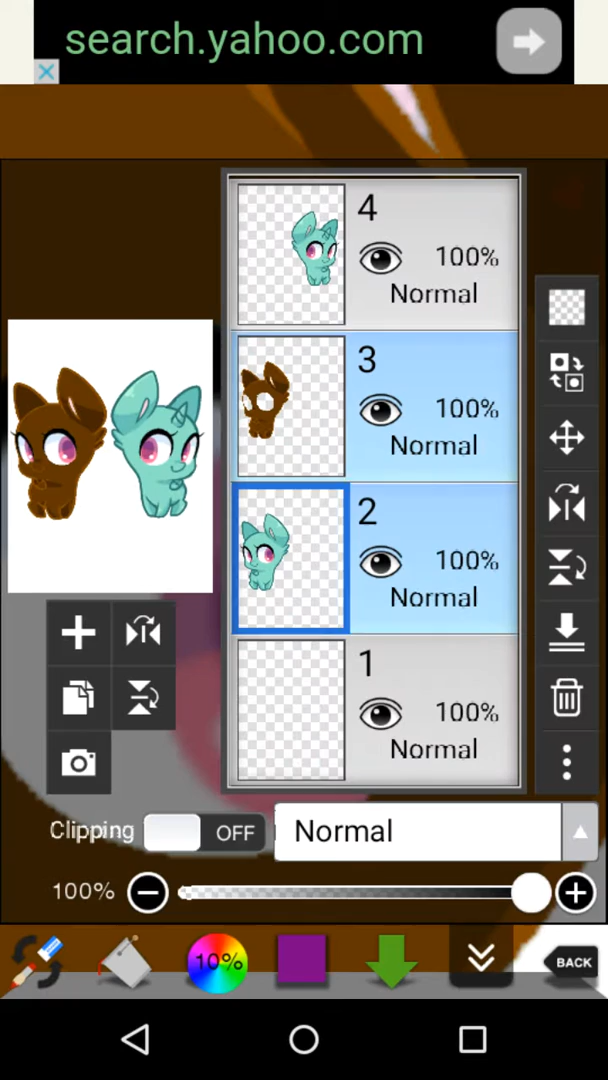 search.yahoo.com
4
100%
Normal
3
100%
Normal
2
100%
Normal
1
100%
Normal
Clipping OFF Normal
100%
10% BACK